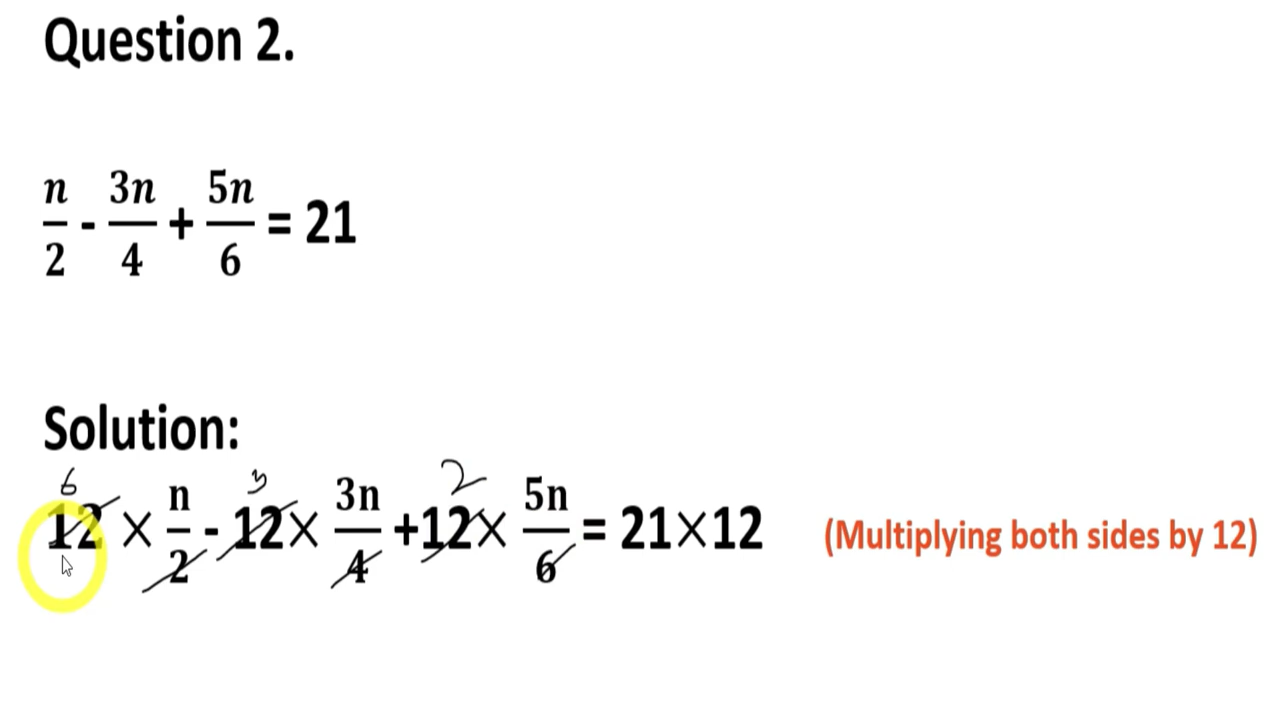 Question 2.
n/2 - 3n/4 + 5n/6 = 21
Solution:
6 3 2
12 × n/2 - 12 × 3n/4 + 12 × 5n/6 = 21 × 12 (Multiplying both sides by 12)